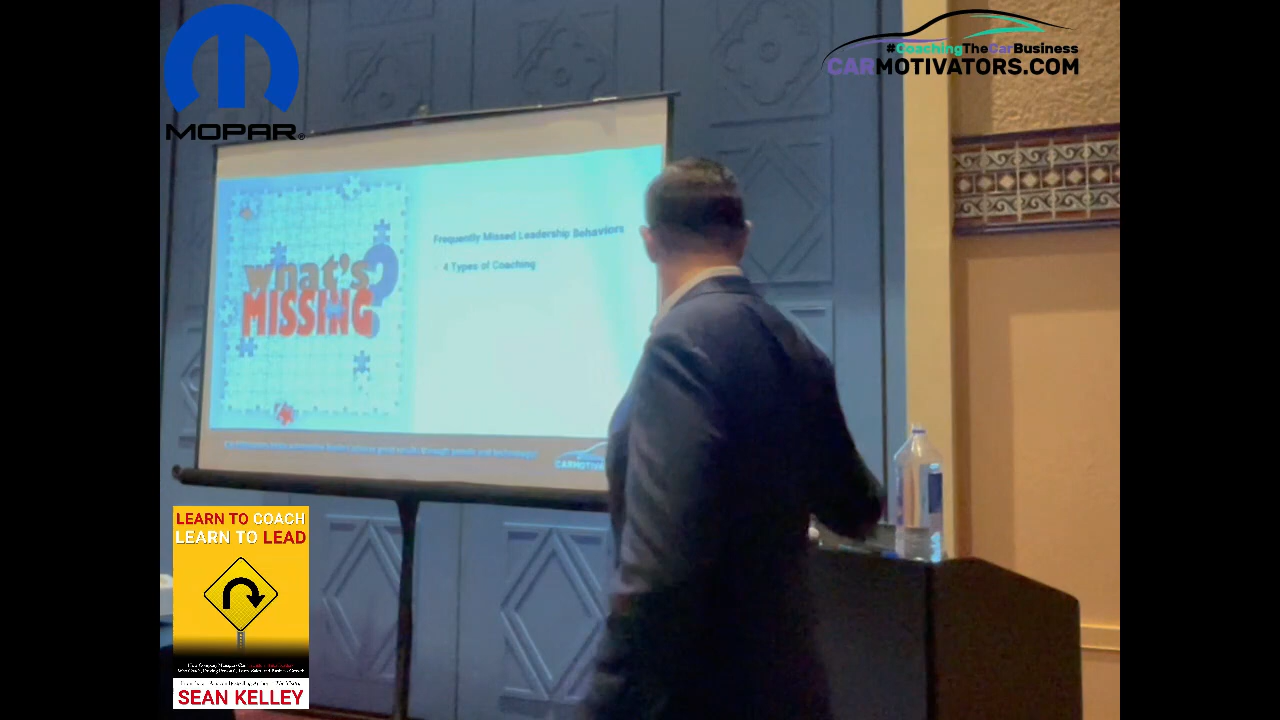 MOPAR®
#CoachingTheCarBusiness
CARMOTIVATORS.COM
what's
MISSING
?
Frequently Missed Leadership Behaviors
4 Types of Coaching
CARMOTIVA
LEARN TO COACH
LEARN TO LEAD
SEAN KELLEY